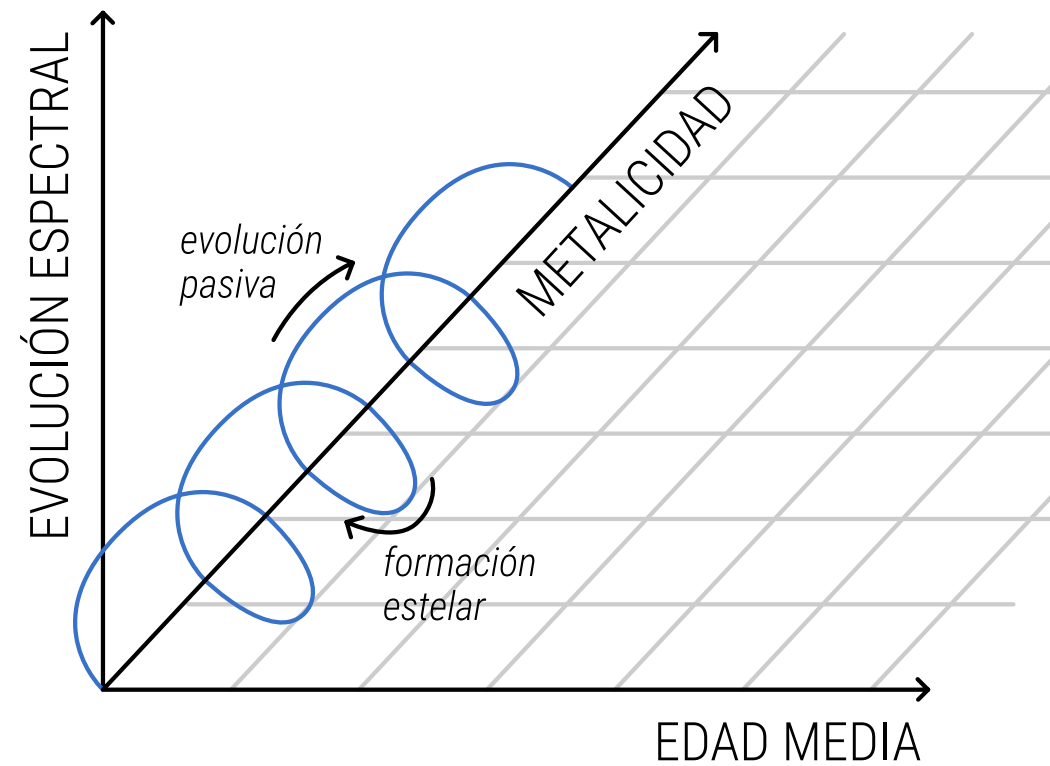 EVOLUCIÓN ESPECTRAL
METALICIDAD
evolución
pasiva
formación
estelar
EDAD MEDIA